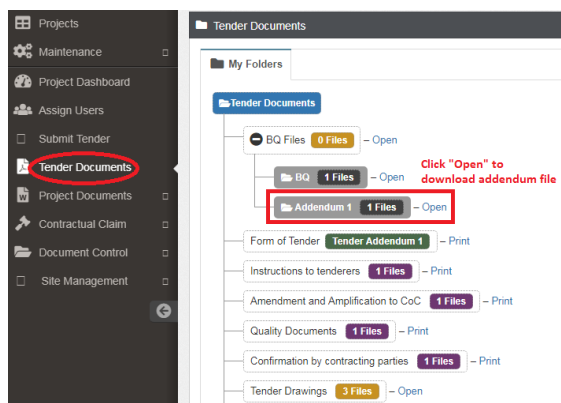 Projects
Maintenance
Project Dashboard
Assign Users
Submit Tender
Tender Documents
Project Documents
Contractual Claim
Document Control
Site Management
Tender Documents
My Folders
Tender Documents
BQ Files 0 Files – Open
BQ 1 Files – Open
Click "Open" to
download addendum file
Addendum 1 1 Files – Open
Form of Tender Tender Addendum 1 – Print
Instructions to tenderers 1 Files – Print
Amendment and Amplification to CoC 1 Files – Print
Quality Documents 1 Files – Print
Confirmation by contracting parties 1 Files – Print
Tender Drawings 3 Files – Open